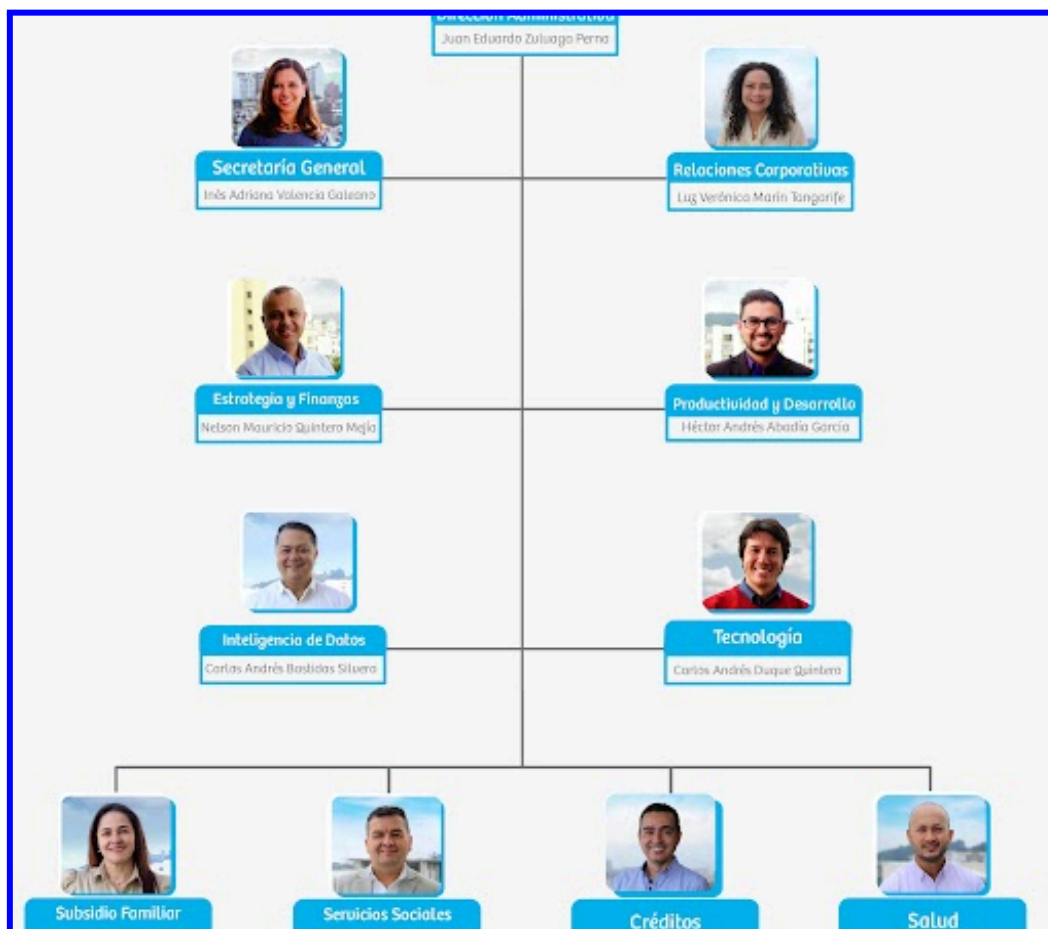 Dirección Administrativa
Juan Eduardo Zuluaga Perna
Secretaría General
Inés Adriana Valencia Galeano
Relaciones Corporativas
Luz Verónica Marín Tangarife
Estrategia y Finanzas
Nelson Mauricio Quintero Mejía
Productividad y Desarrollo
Héctor Andrés Abadía García
Inteligencia de Datos
Carlos Andrés Bastidas Silvera
Tecnología
Carlos Andrés Duque Quintero
Subsidio Familiar
Servicios Sociales
Créditos
Salud